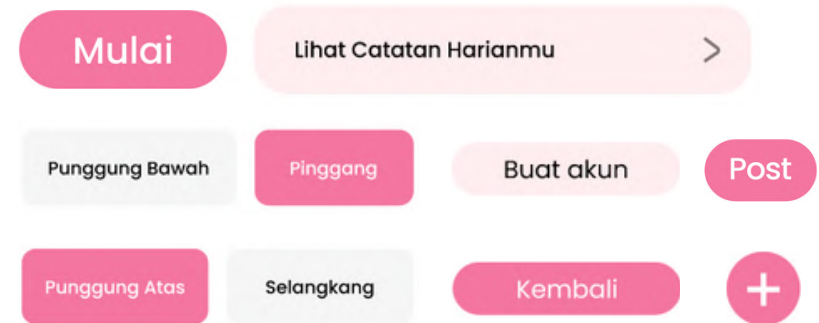 Mulai
Lihat Catatan Harianmu
Punggung Bawah
Pinggang
Buat akun
Post
Punggung Atas
Selangkang
Kembali